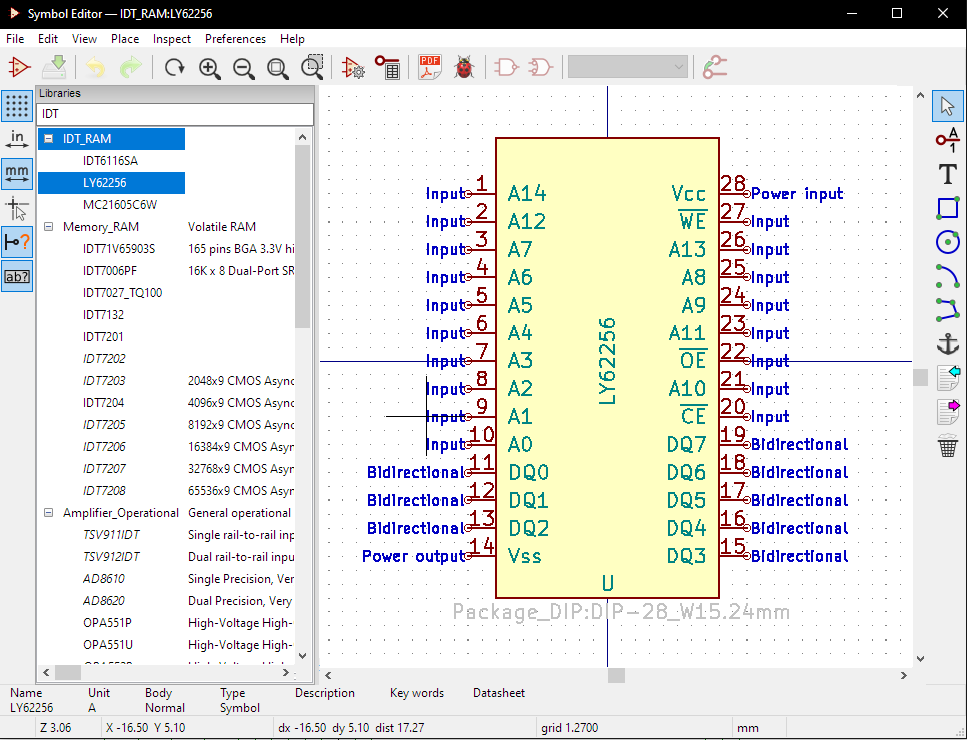 Symbol Editor — IDT_RAM:LY62256
File Edit View Place Inspect Preferences Help
PDF
Libraries
IDT
in
mm
ab?
IDT_RAM
IDT6116SA
LY62256
MC21605C6W
Memory_RAM Volatile RAM
IDT71V65903S 165 pins BGA 3.3V hi
IDT7006PF 16K x 8 Dual-Port SR
IDT7027_TQ100
IDT7132
IDT7201
IDT7202
IDT7203 2048x9 CMOS Async
IDT7204 4096x9 CMOS Async
IDT7205 8192x9 CMOS Async
IDT7206 16384x9 CMOS Asyn
IDT7207 32768x9 CMOS Asyn
IDT7208 65536x9 CMOS Asyn
Amplifier_Operational General operational
TSV911IDT Single rail-to-rail inp
TSV912IDT Dual rail-to-rail inpu
AD8610 Single Precision, Ver
AD8620 Dual Precision, Very
OPA551P High-Voltage High-
OPA551U High-Voltage High-
Input 1 A14 Vcc 28 Power input
Input 2 A12 WE 27 Input
Input 3 A7 A13 26 Input
Input 4 A6 A8 25 Input
Input 5 A5 A9 24 Input
Input 6 A4 A11 23 Input
Input 7 A3 OE 22 Input
Input 8 A2 A10 21 Input
Input 9 A1 CE 20 Input
Input 10 A0 DQ7 19 Bidirectional
Bidirectional 11 DQ0 DQ6 18 Bidirectional
Bidirectional 12 DQ1 DQ5 17 Bidirectional
Bidirectional 13 DQ2 DQ4 16 Bidirectional
Power output 14 Vss DQ3 15 Bidirectional
LY62256
U
Package_DIP:DIP-28_W15.24mm
A
1
T
Name Unit Body Type Description Key words Datasheet
LY62256 A Normal Symbol
Z 3.06 X -16.50 Y 5.10 dx -16.50 dy 5.10 dist 17.27 grid 1.2700 mm